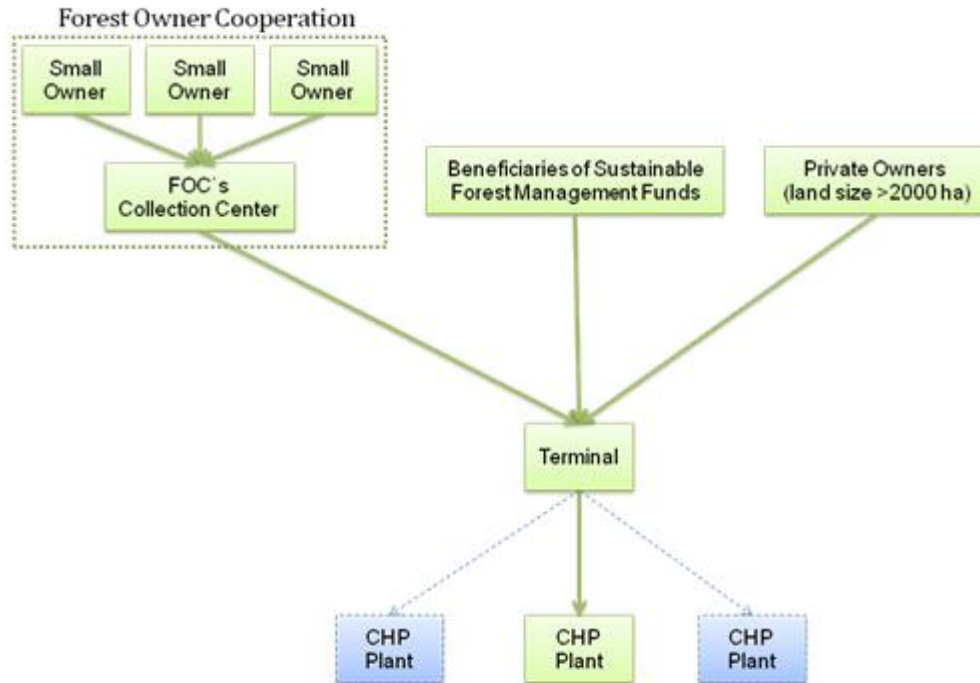 Forest Owner Cooperation
Small
Owner
Small
Owner
Small
Owner
FOC`s
Collection Center
Beneficiaries of Sustainable
Forest Management Funds
Private Owners
(land size >2000 ha)
Terminal
CHP
Plant
CHP
Plant
CHP
Plant